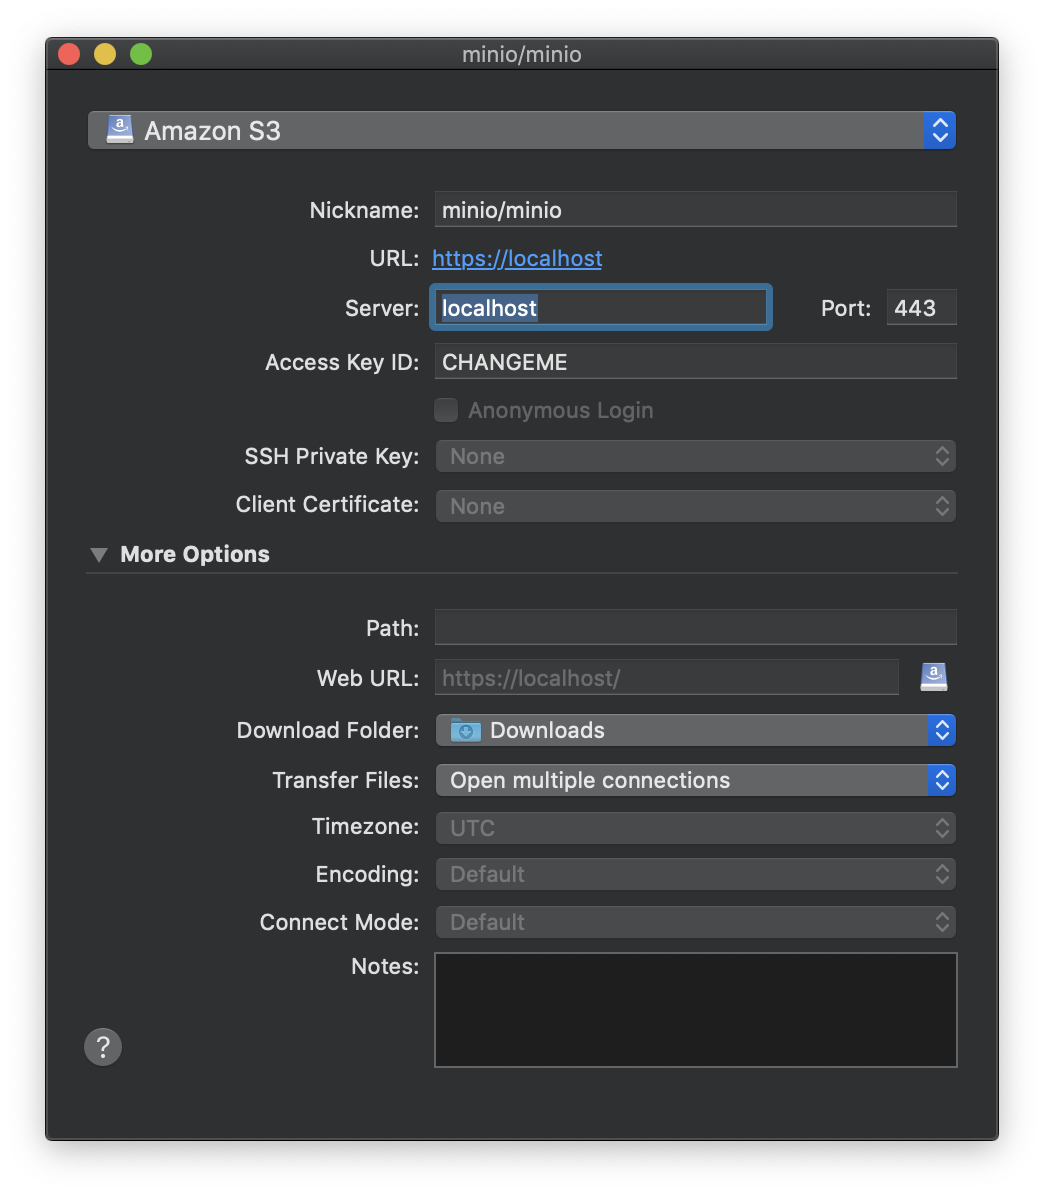 minio/minio
Amazon S3
Nickname: minio/minio
URL: https://localhost
Server: localhost Port: 443
Access Key ID: CHANGEME
Anonymous Login
SSH Private Key: None
Client Certificate: None
More Options
Path:
Web URL: https://localhost/
Download Folder: Downloads
Transfer Files: Open multiple connections
Timezone: UTC
Encoding: Default
Connect Mode: Default
Notes:
?